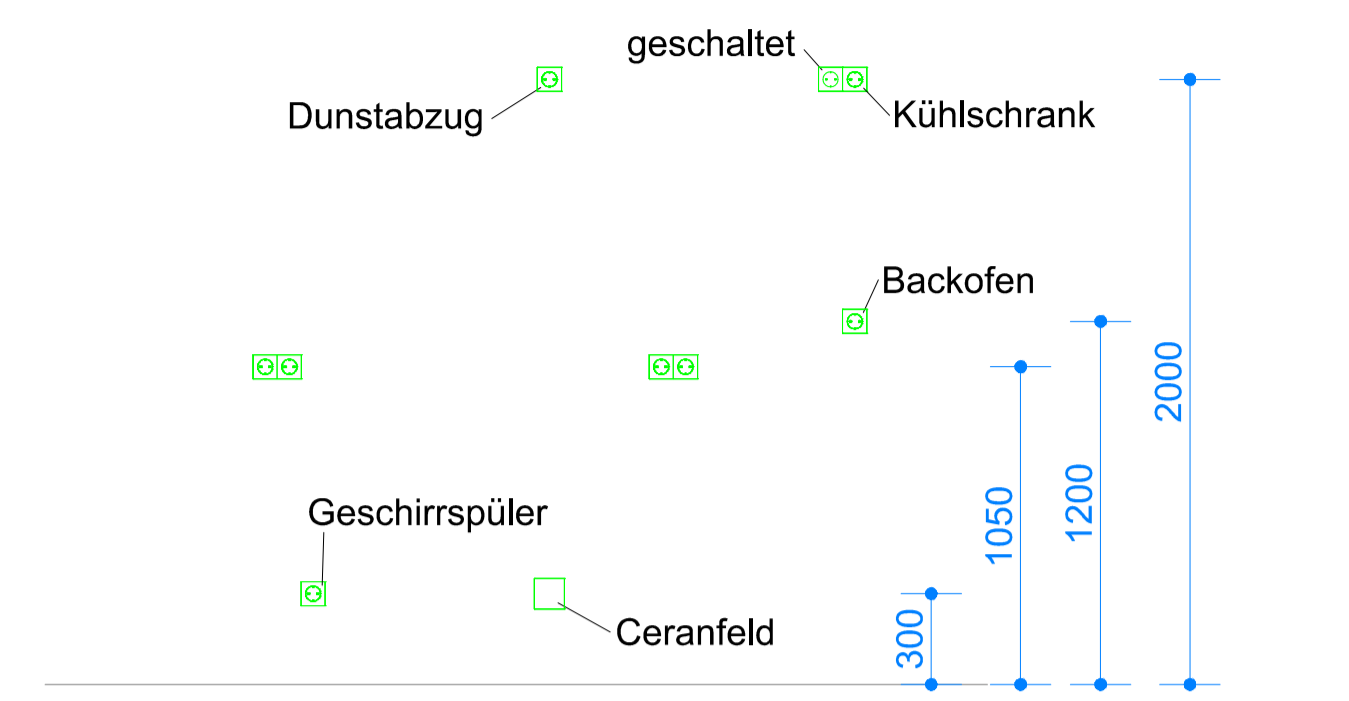 geschaltet
Dunstabzug
Kühlschrank
Backofen
2000
1200
1050
Geschirrspüler
300
Ceranfeld